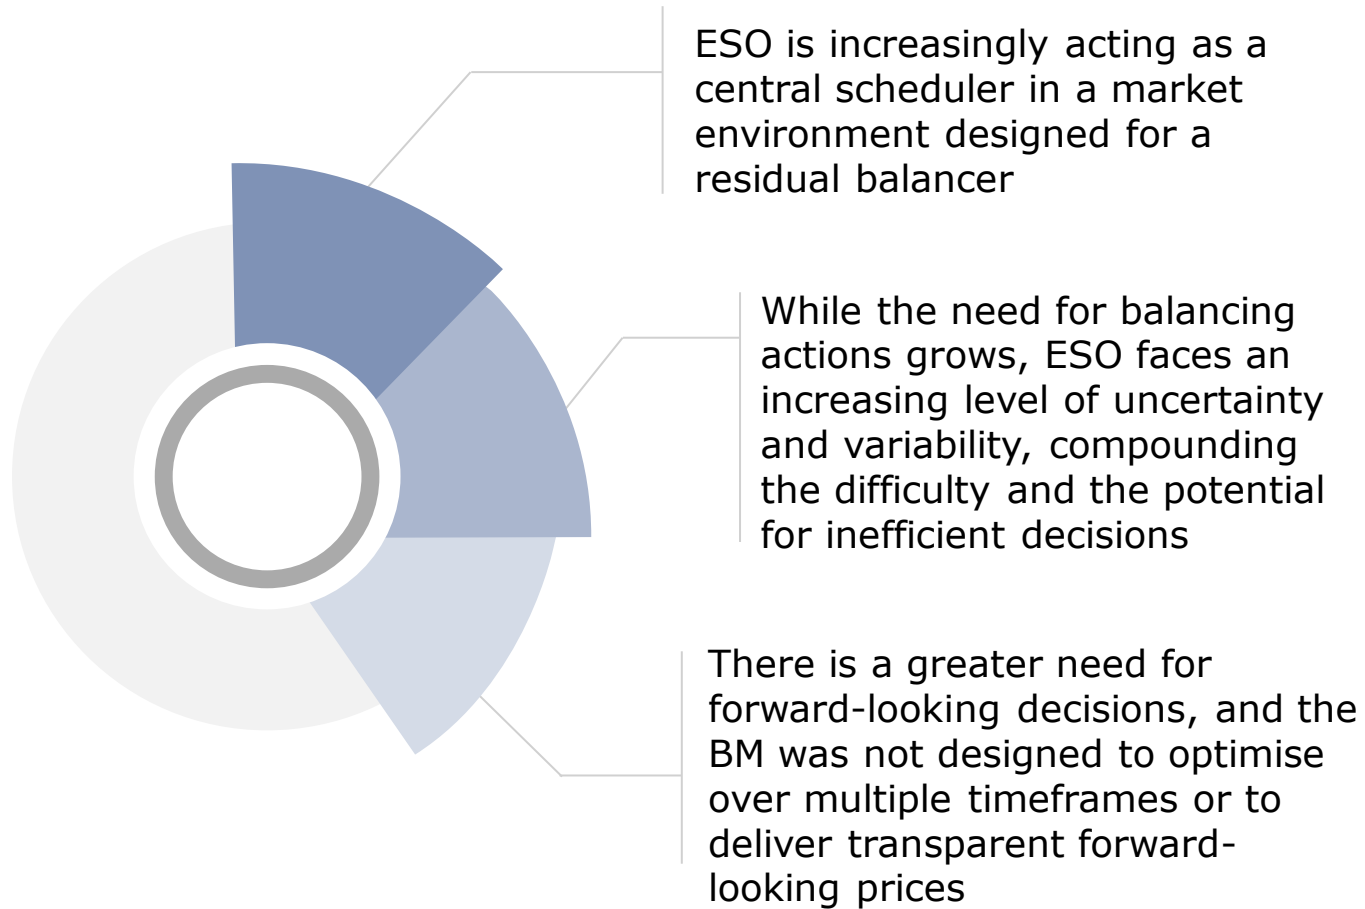 ESO is increasingly acting as a
central scheduler in a market
environment designed for a
residual balancer
While the need for balancing
actions grows, ESO faces an
increasing level of uncertainty
and variability, compounding
the difficulty and the potential
for inefficient decisions
There is a greater need for
forward-looking decisions, and the
BM was not designed to optimise
over multiple timeframes or to
deliver transparent forward-
looking prices